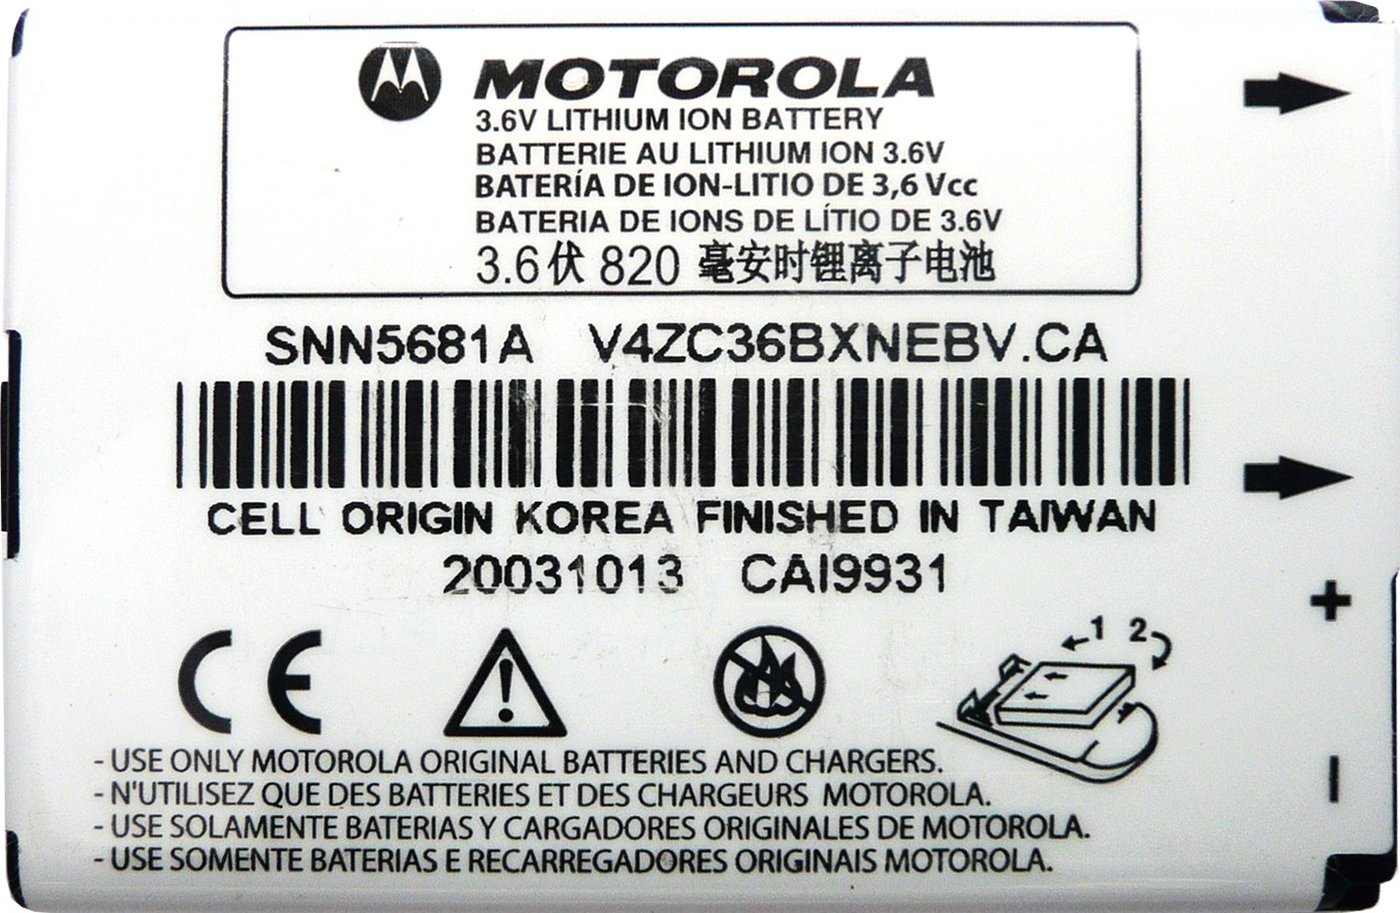 MOTOROLA
3.6V LITHIUM ION BATTERY
BATTERIE AU LITHIUM ION 3.6V
BATERÍA DE ION-LITIO DE 3,6 Vcc
BATERIA DE IONS DE LÍTIO DE 3.6V
3.6伏 820 毫安时锂离子电池
SNN5681A V4ZC36BXNEBV.CA
CELL ORIGIN KOREA FINISHED IN TAIWAN
20031013 CAI9931
+
1 2
CE
-
- USE ONLY MOTOROLA ORIGINAL BATTERIES AND CHARGERS.
- N'UTILISEZ QUE DES BATTERIES ET DES CHARGEURS MOTOROLA.
- USE SOLAMENTE BATERIAS Y CARGADORES ORIGINALES DE MOTOROLA.
- USE SOMENTE BATERIAS E RECARREGADORES ORIGINAIS MOTOROLA.